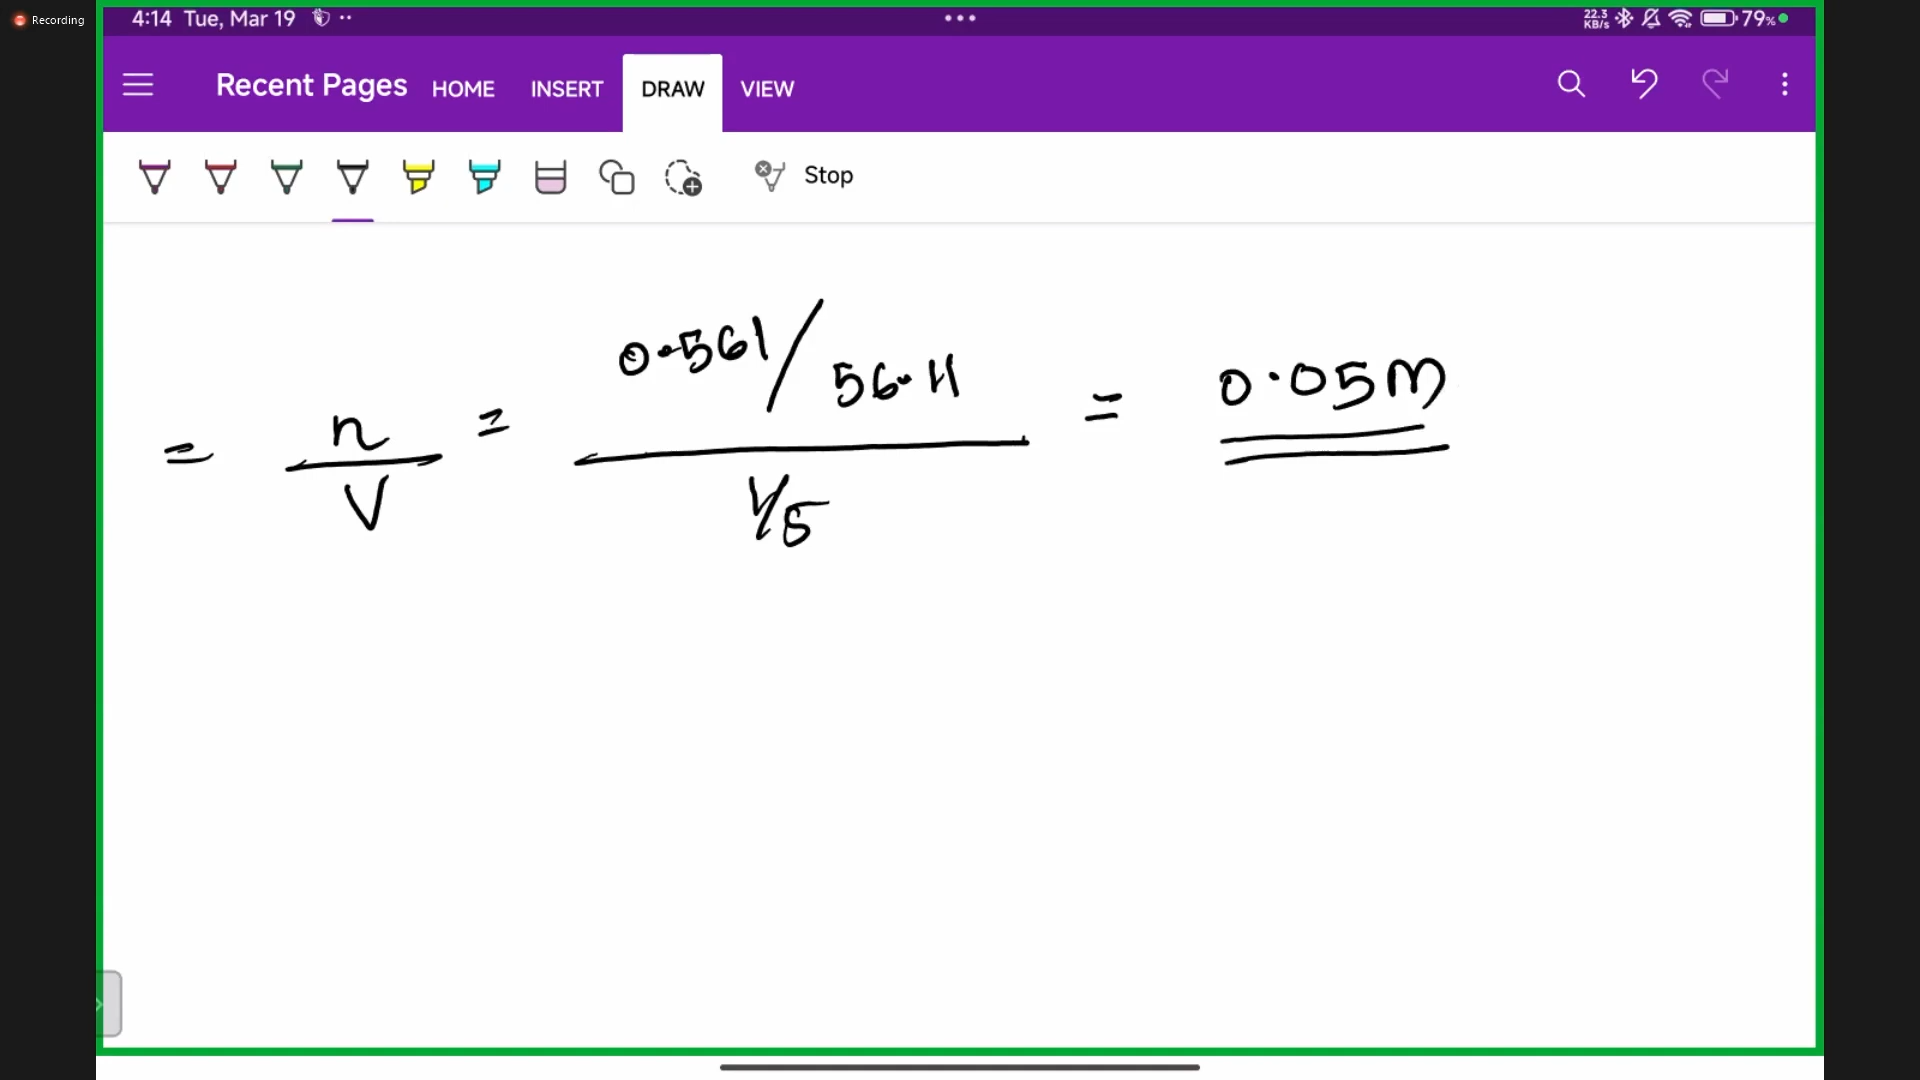 Recording
4:14 Tue, Mar 19
22.3 KB/s 79%
Recent Pages HOME INSERT DRAW VIEW
Stop
= n/V = 0.561/56.11 / 1/5 = 0.05M